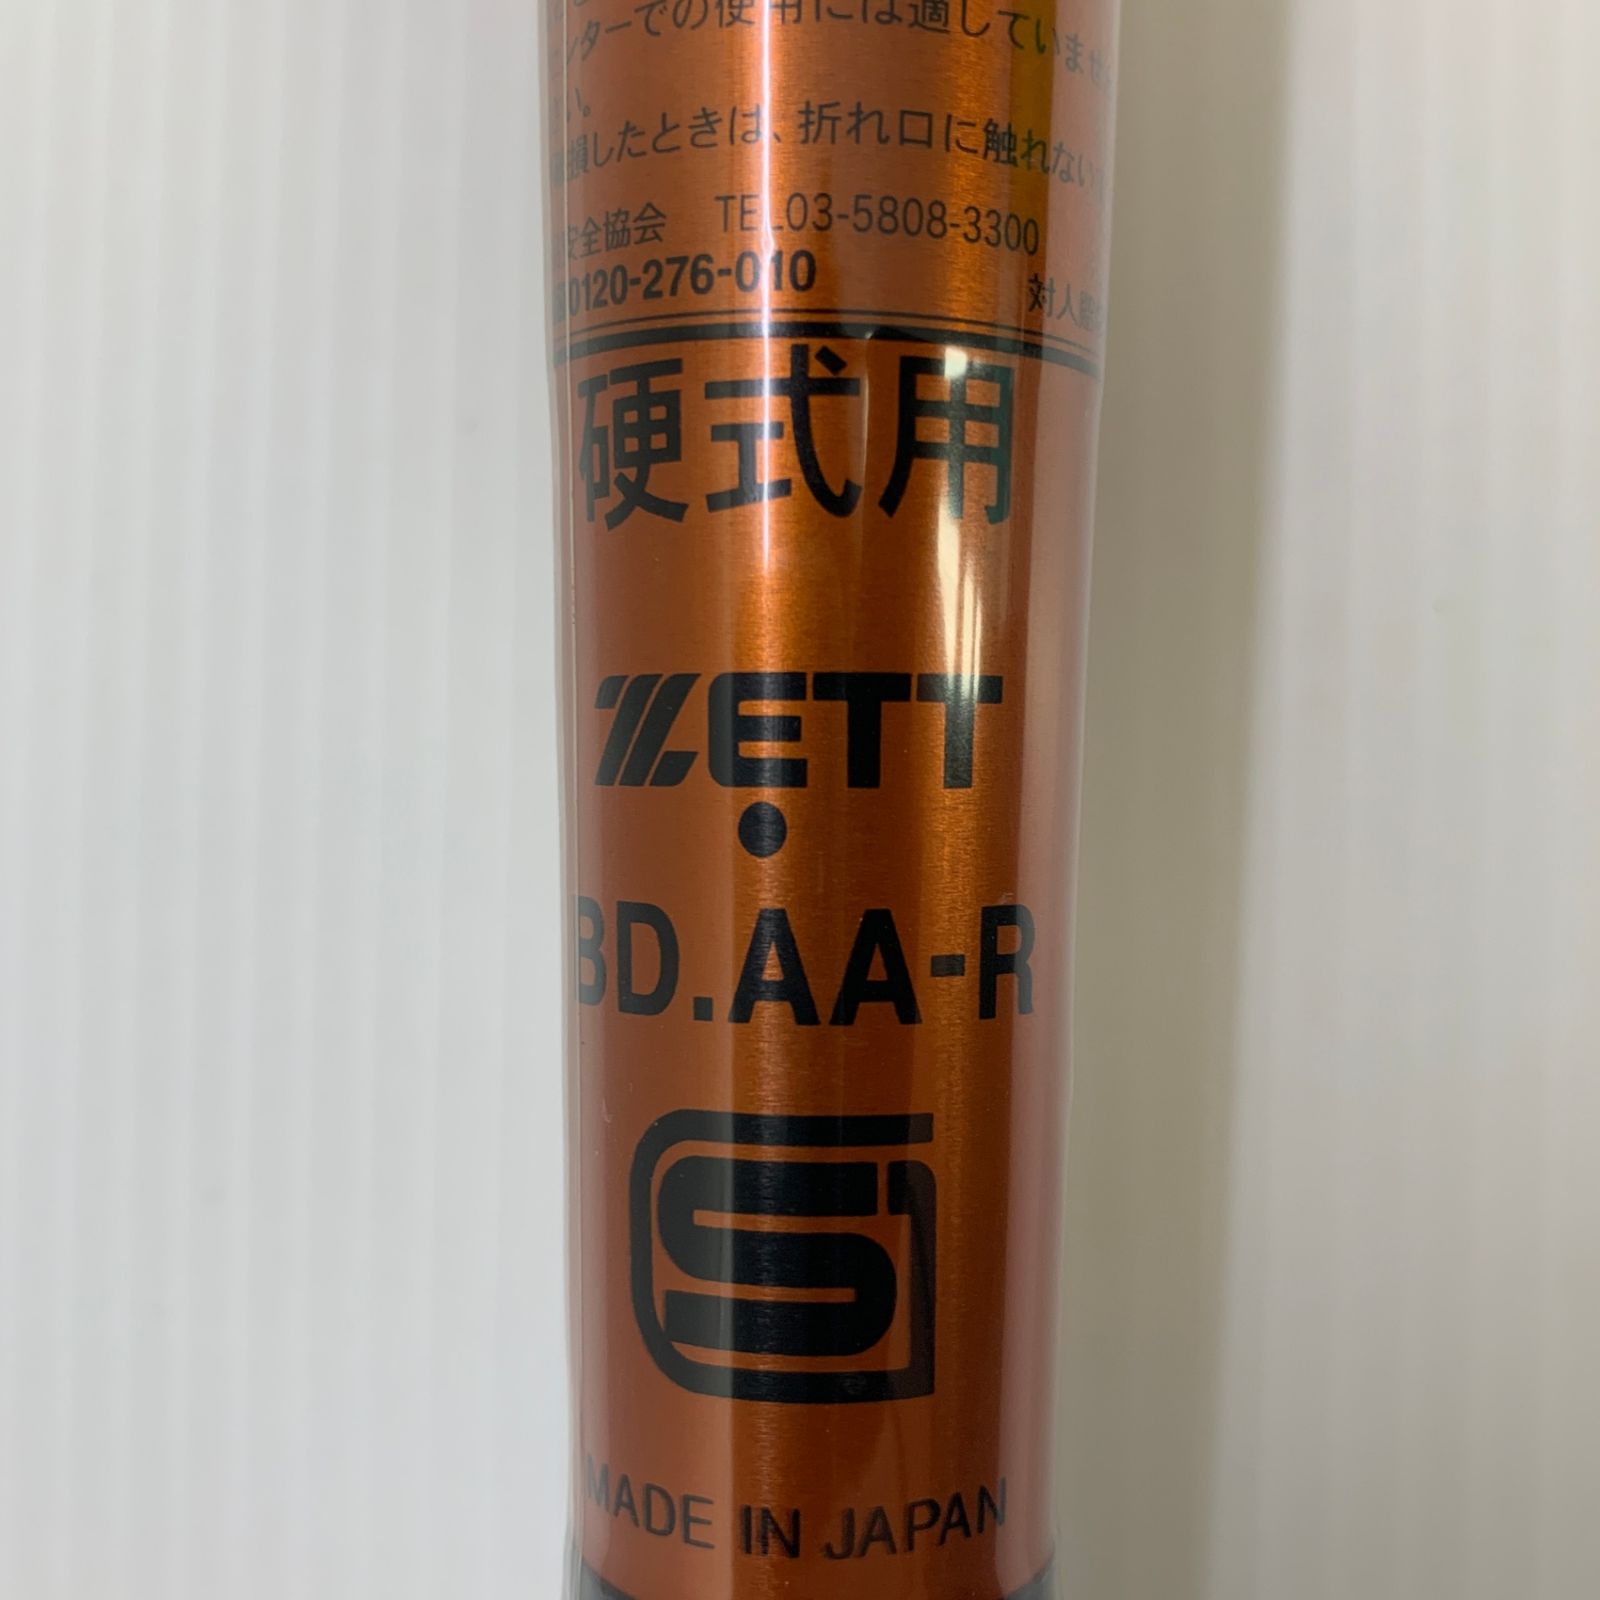 ンターでの使用には適していません
い。
損したときは、折れ口に触れない
安全協会 TEL03-5808-3300
0120-276-010 対人
硬式用
ZETT
BD.AA-R
S
MADE IN JAPAN